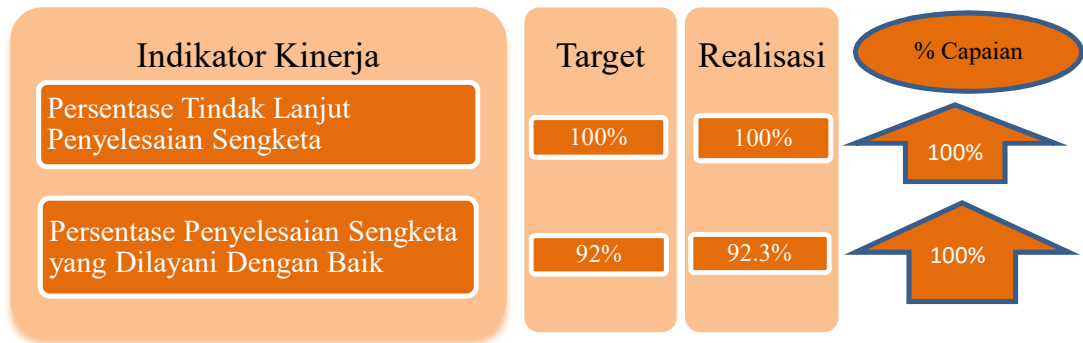 Indikator Kinerja
Target
Realisasi
% Capaian
Persentase Tindak Lanjut
Penyelesaian Sengketa
100%
100%
100%
Persentase Penyelesaian Sengketa
yang Dilayani Dengan Baik
92%
92.3%
100%